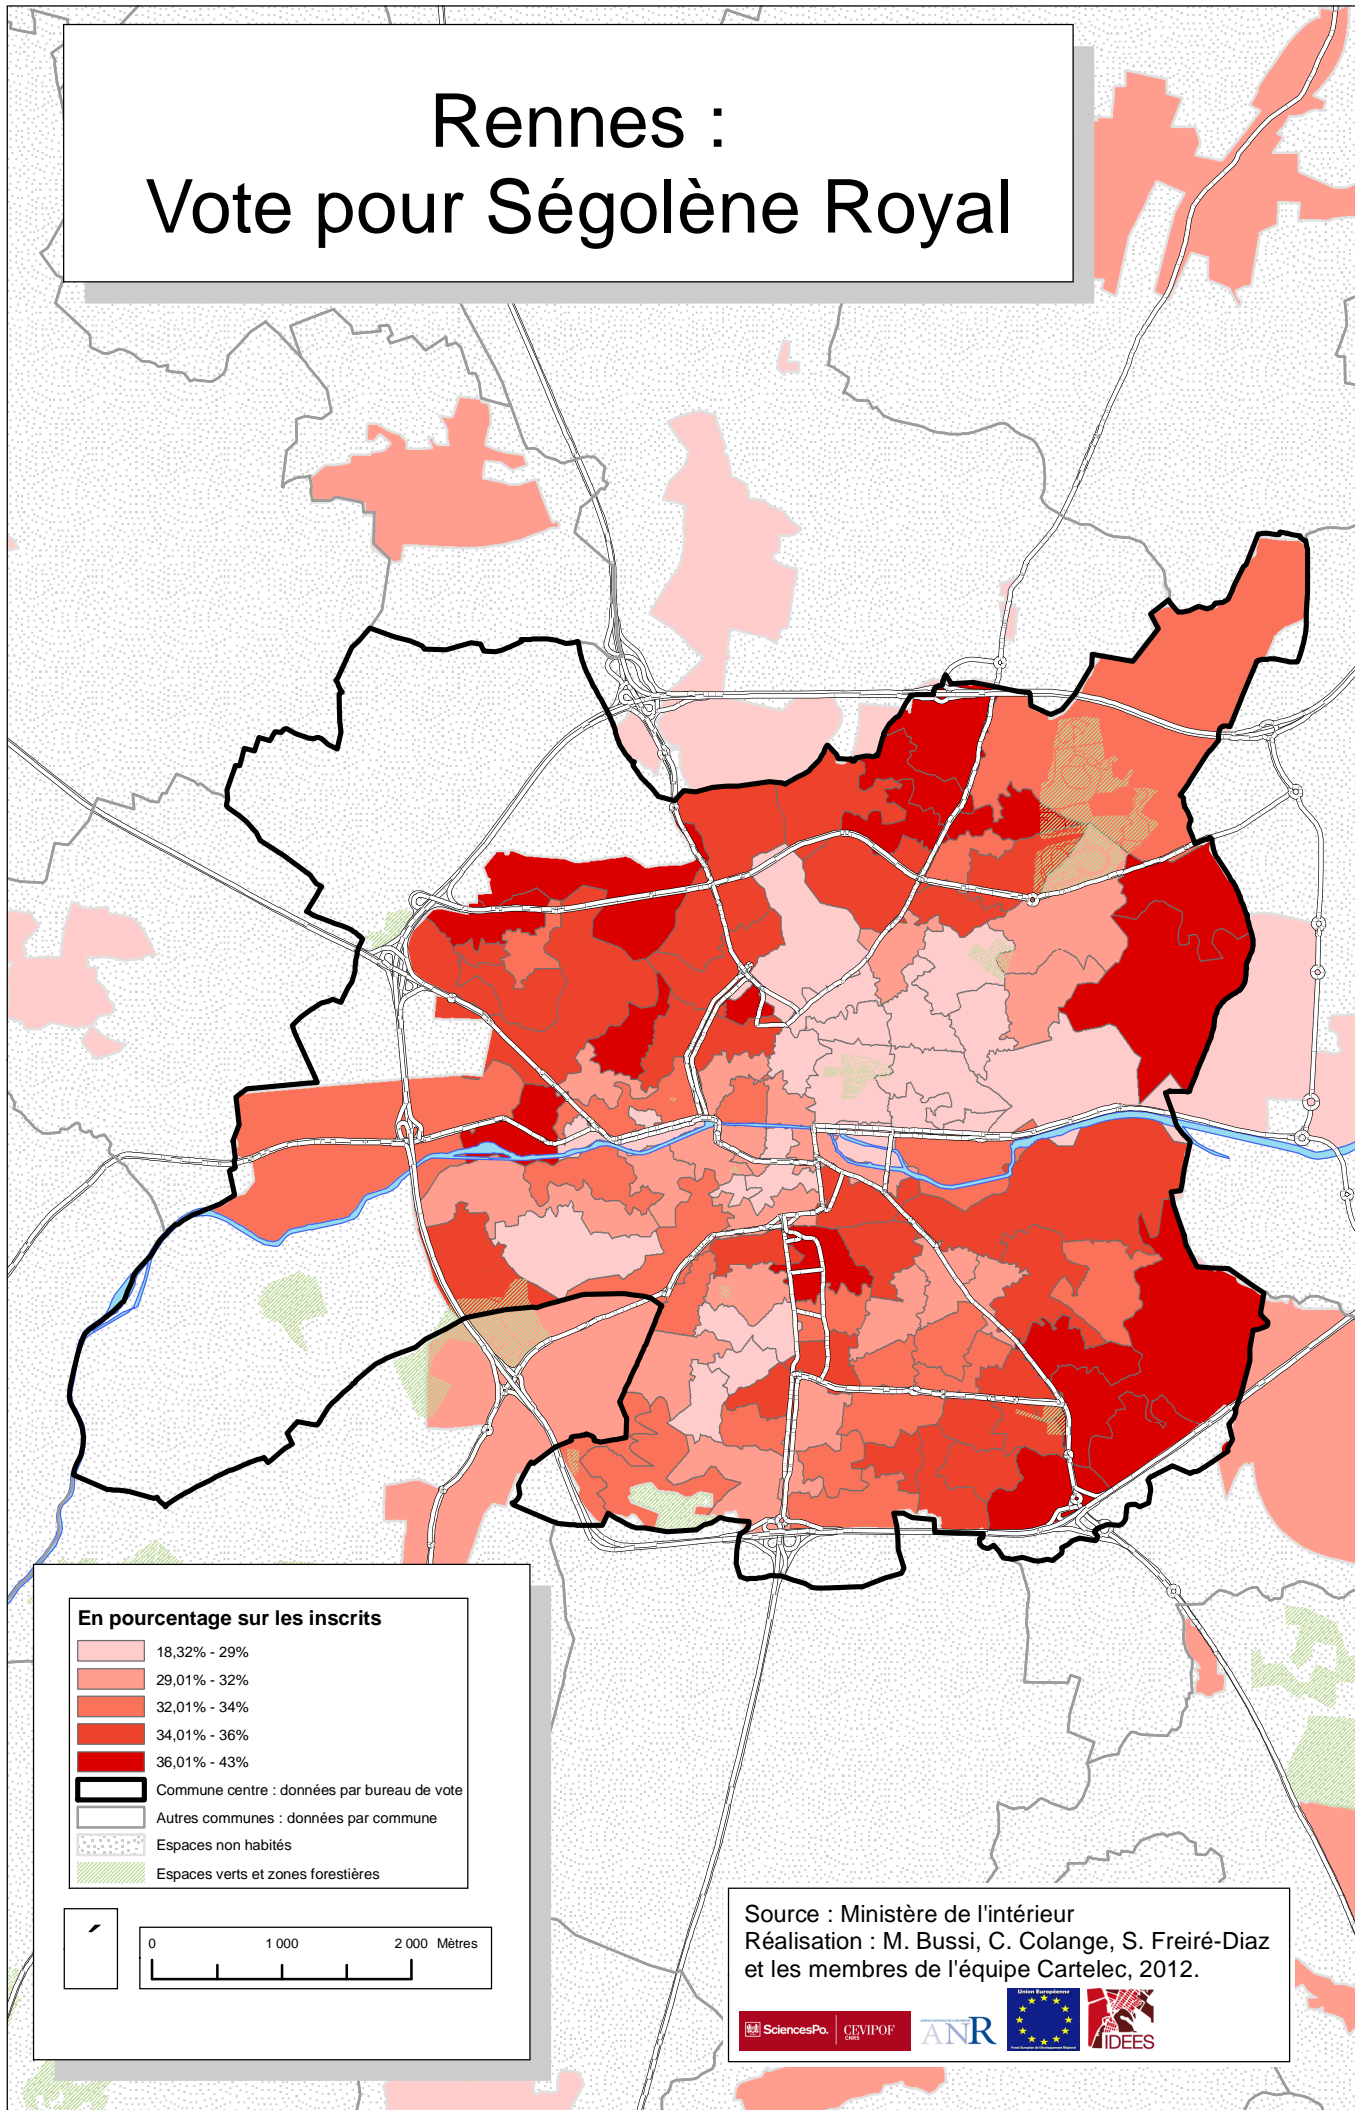 Rennes :
Vote pour Ségolène Royal
En pourcentage sur les inscrits
18,32% - 29%
29,01% - 32%
32,01% - 34%
34,01% - 36%
36,01% - 43%
Commune centre : données par bureau de vote
Autres communes : données par commune
Espaces non habités
Espaces verts et zones forestières
0 1 000 2 000 Mètres
Source : Ministère de l'intérieur
Réalisation : M. Bussi, C. Colange, S. Freiré-Diaz
et les membres de l'équipe Cartelec, 2012.
SciencesPo. CEVIPOF
CNRS
ANR
Union Européenne
IDEES